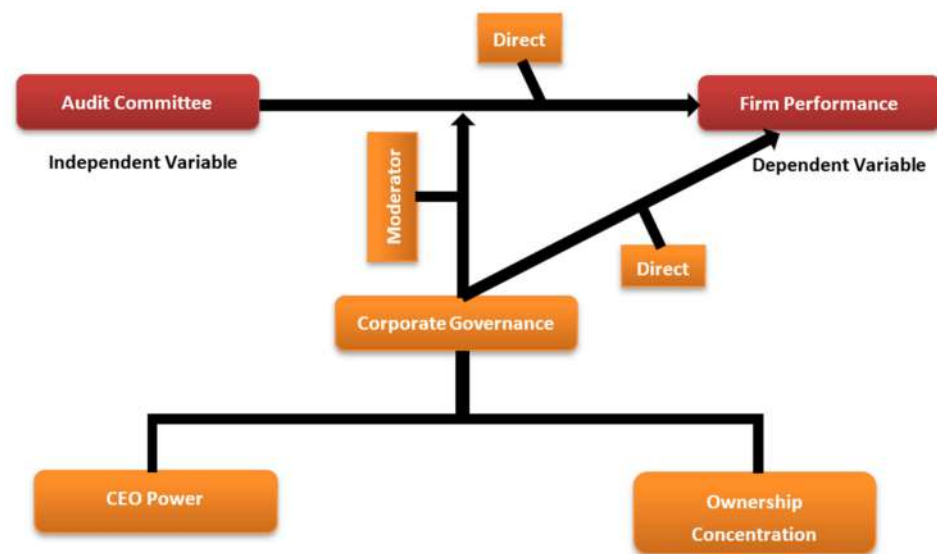 Direct
Audit Committee
Firm Performance
Independent Variable
Dependent Variable
Moderator
Direct
Corporate Governance
CEO Power
Ownership
Concentration